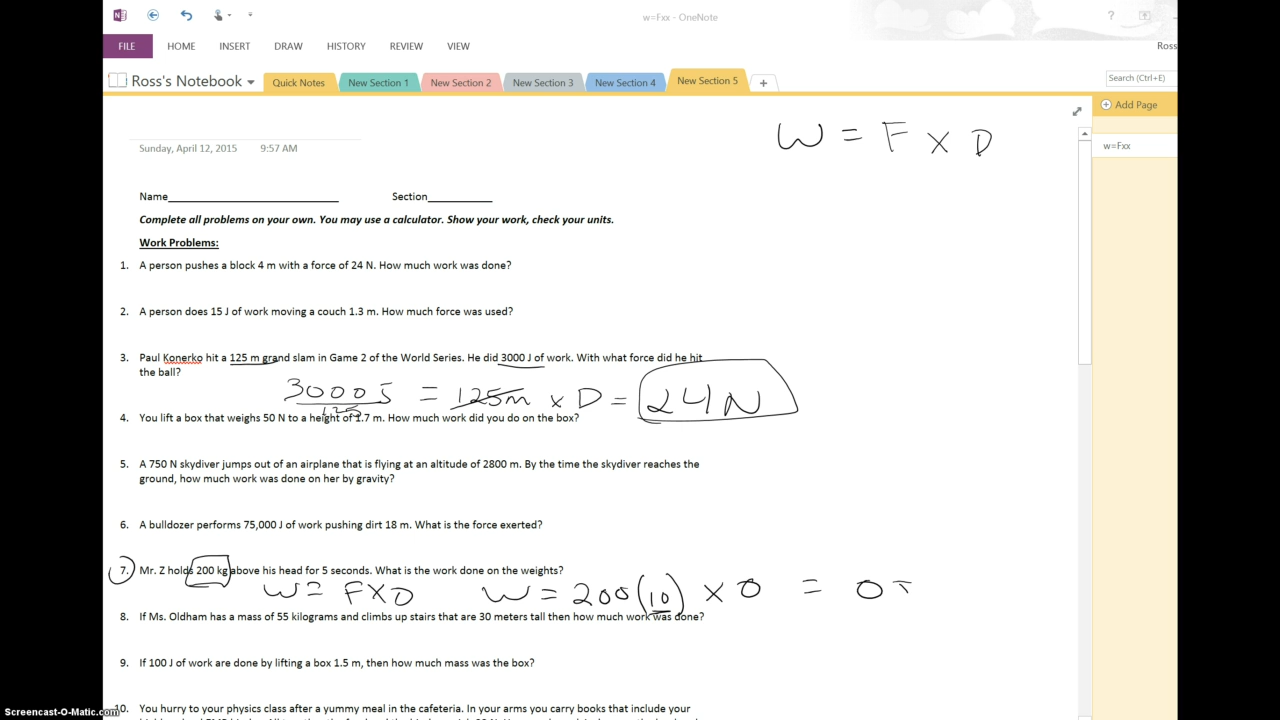 w=Fxx - OneNote
?
FILE HOME INSERT DRAW HISTORY REVIEW VIEW
Ross
Ross's Notebook Quick Notes New Section 1 New Section 2 New Section 3 New Section 4 New Section 5 +
Search (Ctrl+E)
Add Page
w=Fxx
W = F x D
Sunday, April 12, 2015 9:57 AM
Name____________________ Section__________
Complete all problems on your own. You may use a calculator. Show your work, check your units.
Work Problems:
1. A person pushes a block 4 m with a force of 24 N. How much work was done?
2. A person does 15 J of work moving a couch 1.3 m. How much force was used?
3. Paul Konerko hit a 125 m grand slam in Game 2 of the World Series. He did 3000 J of work. With what force did he hit
the ball?
3000J = 125m x D = 24N
125
4. You lift a box that weighs 50 N to a height of 1.7 m. How much work did you do on the box?
5. A 750 N skydiver jumps out of an airplane that is flying at an altitude of 2800 m. By the time the skydiver reaches the
ground, how much work was done on her by gravity?
6. A bulldozer performs 75,000 J of work pushing dirt 18 m. What is the force exerted?
7. Mr. Z holds 200 kg above his head for 5 seconds. What is the work done on the weights?
W= FXD W = 200(10) x 0 = 0
8. If Ms. Oldham has a mass of 55 kilograms and climbs up stairs that are 30 meters tall then how much work was done?
9. If 100 J of work are done by lifting a box 1.5 m, then how much mass was the box?
10. You hurry to your physics class after a yummy meal in the cafeteria. In your arms you carry books that include your
Screencast-O-Matic.com